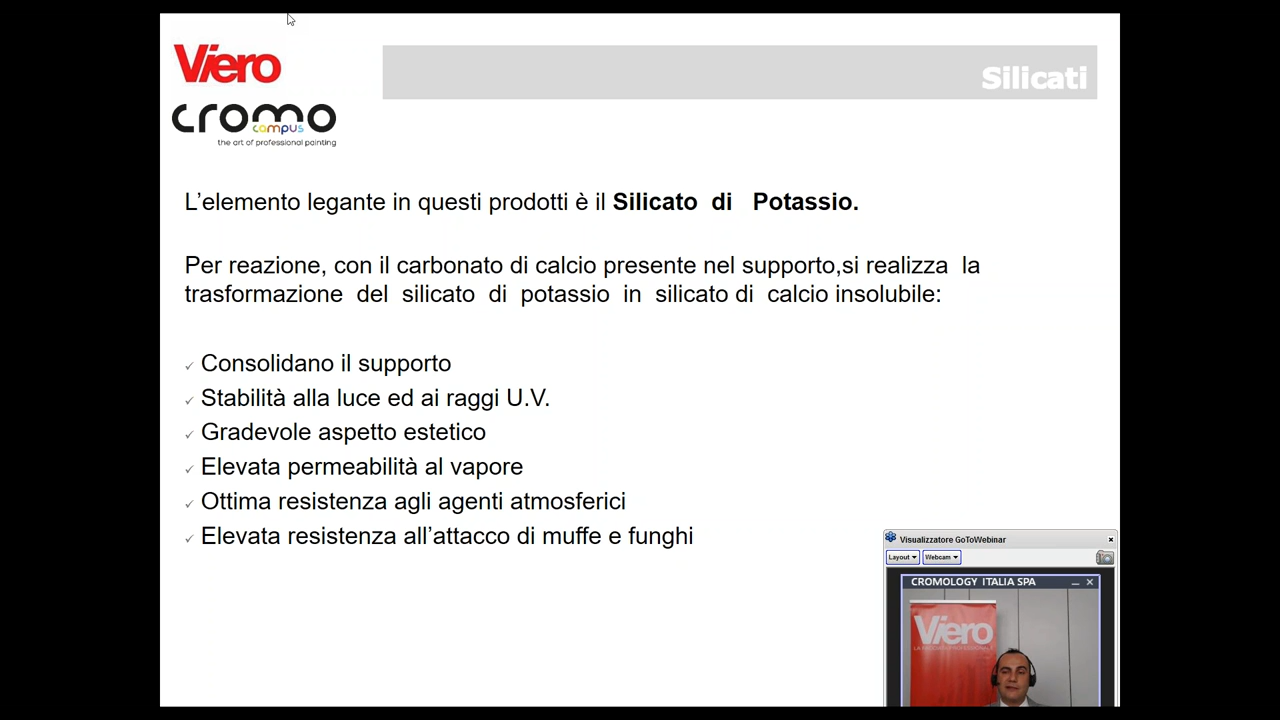 Viero
Silicati
cromo
campus
the art of professional painting
L’elemento legante in questi prodotti è il Silicato di Potassio.
Per reazione, con il carbonato di calcio presente nel supporto,si realizza la
trasformazione del silicato di potassio in silicato di calcio insolubile:
✓ Consolidano il supporto
✓ Stabilità alla luce ed ai raggi U.V.
✓ Gradevole aspetto estetico
✓ Elevata permeabilità al vapore
✓ Ottima resistenza agli agenti atmosferici
✓ Elevata resistenza all’attacco di muffe e funghi
Visualizzatore GoToWebinar
Layout Webcam
CROMOLOGY ITALIA SPA
Viero